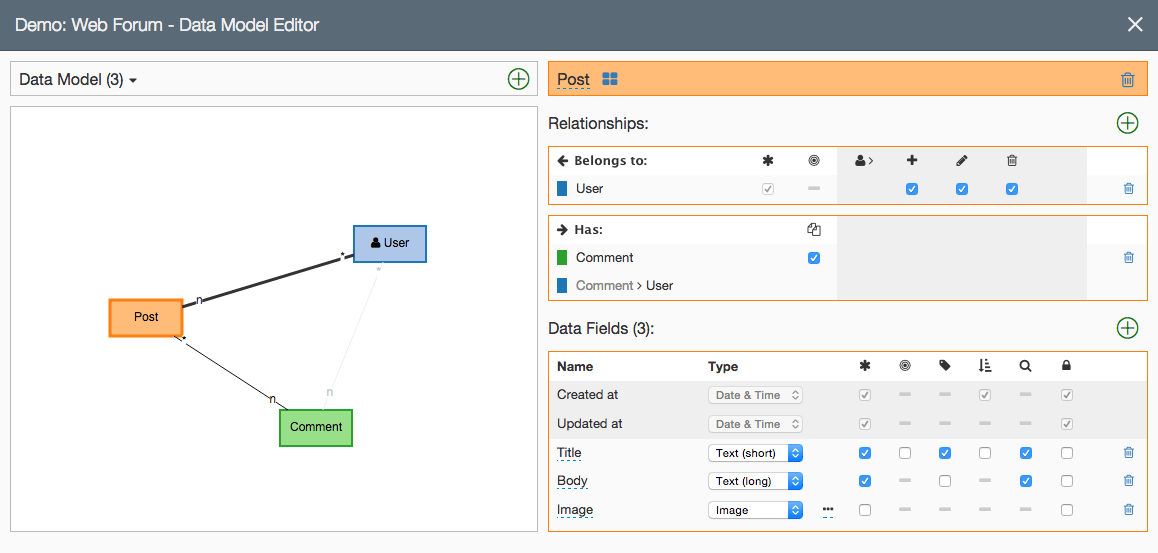 Demo: Web Forum - Data Model Editor
Data Model (3)
* User
n
Post
*
*
n
n
Comment
Post
Relationships:
Belongs to:
User
Has:
Comment
Comment > User
Data Fields (3):
Name Type
Created at Date & Time
Updated at Date & Time
Title Text (short)
Body Text (long)
Image Image •••